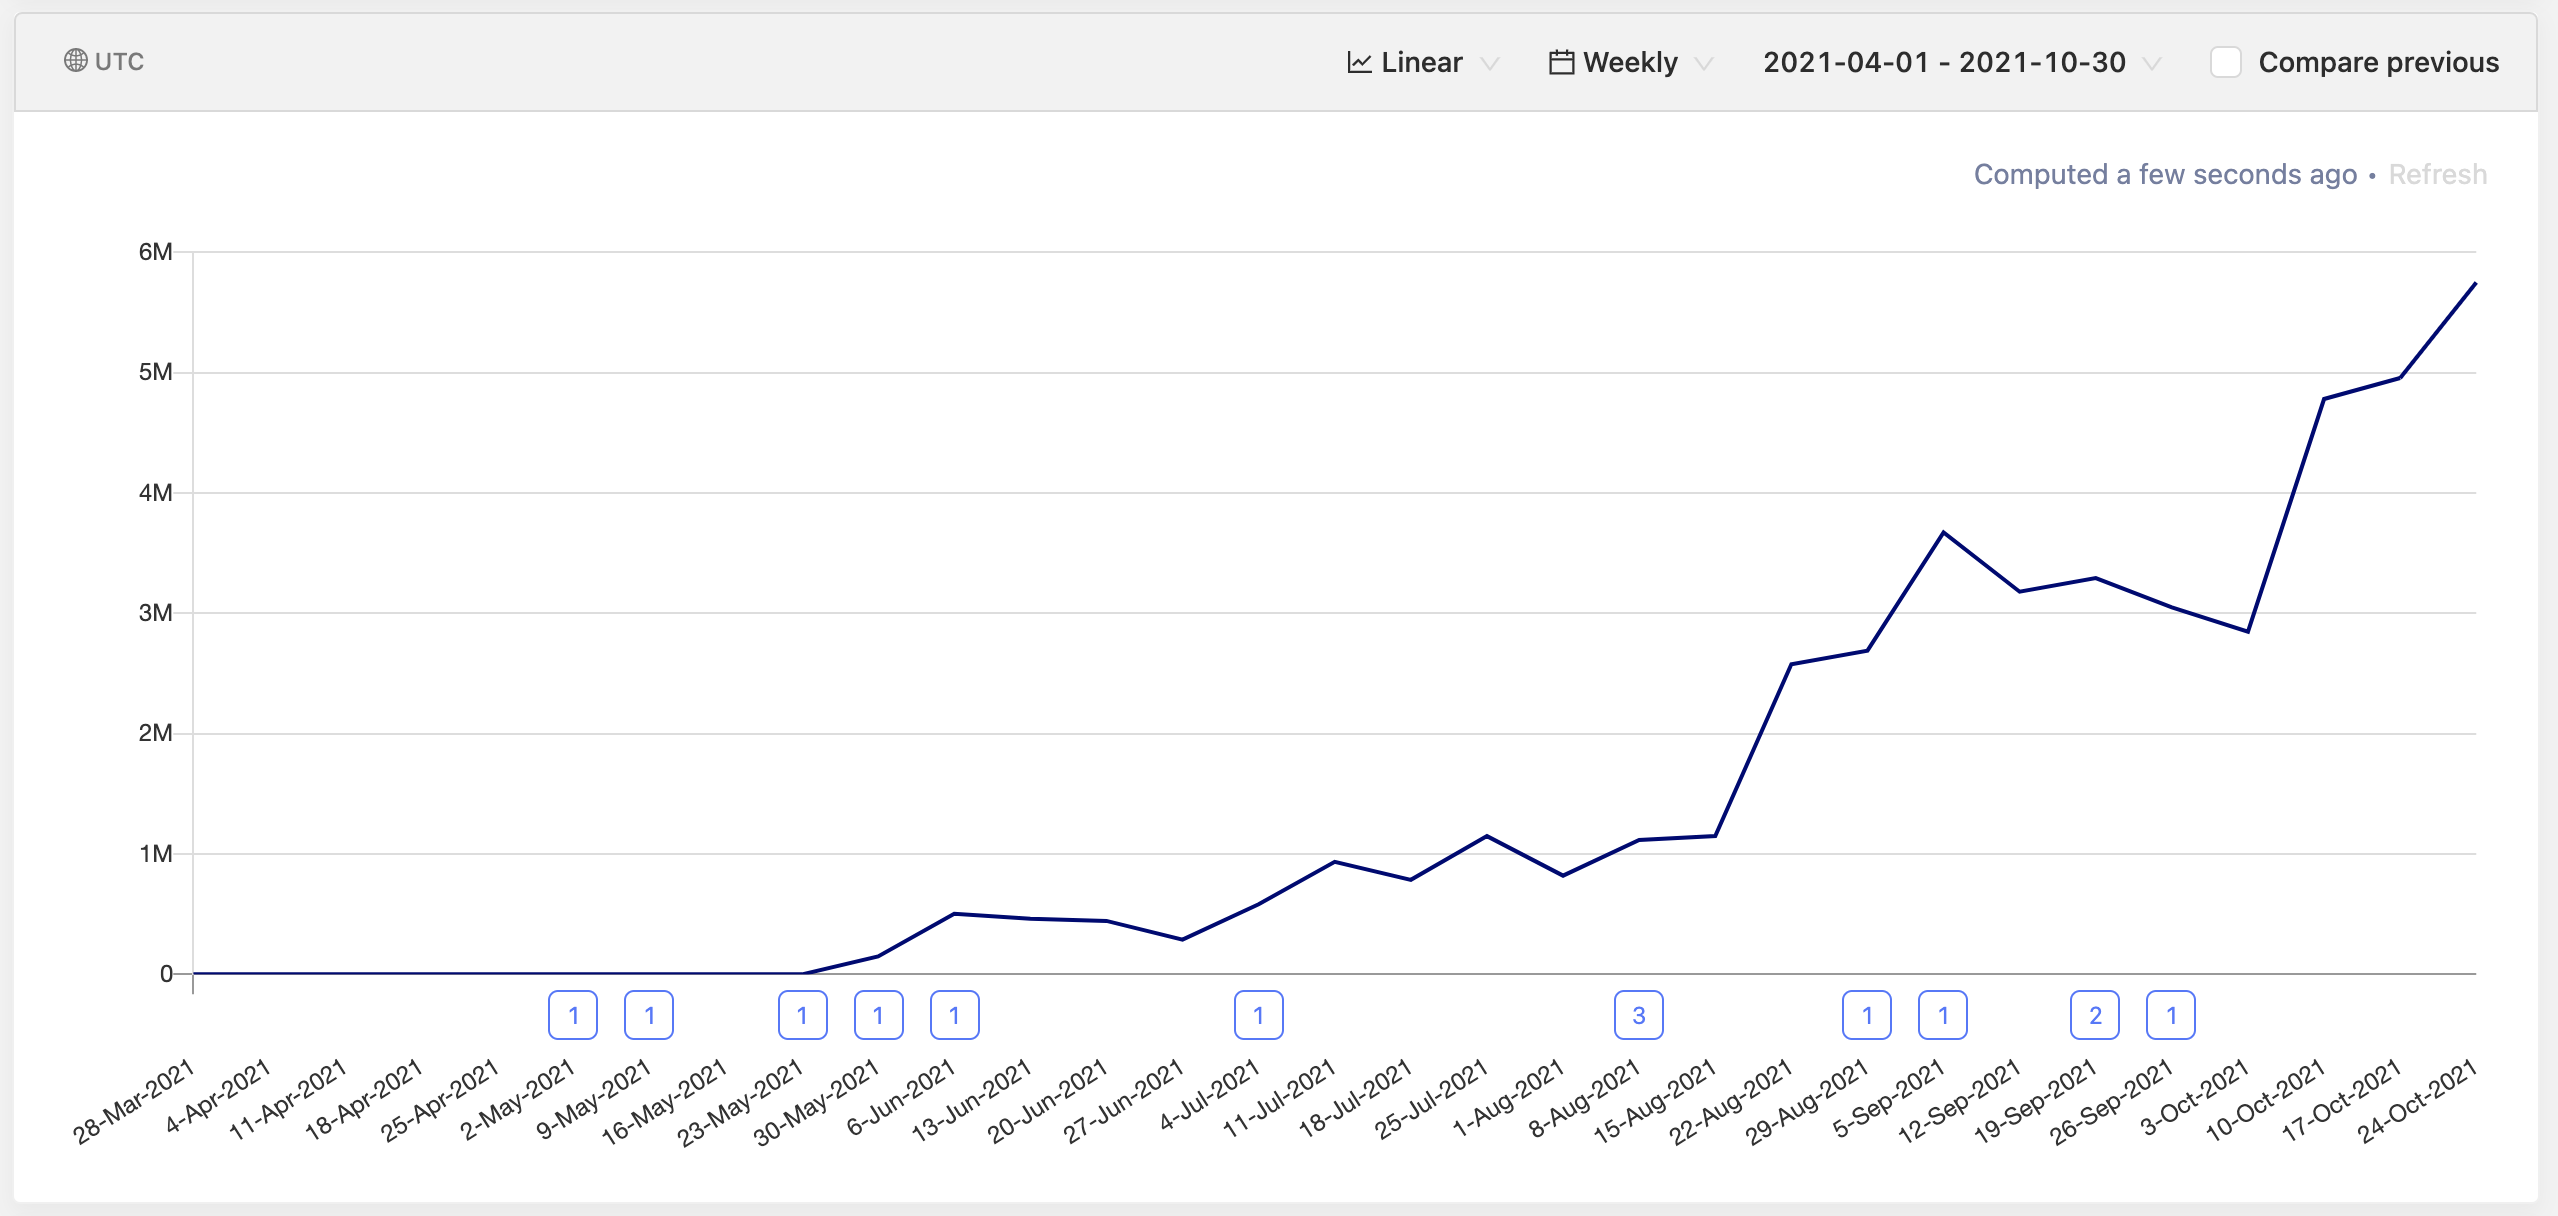 UTC Linear Weekly 2021-04-01 - 2021-10-30 Compare previous
Computed a few seconds ago • Refresh
6M
5M
4M
3M
2M
1M
0
1 1 1 1 1 1 3 1 1 2 1
28-Mar-2021 4-Apr-2021 11-Apr-2021 18-Apr-2021 25-Apr-2021 2-May-2021 9-May-2021 16-May-2021 23-May-2021 30-May-2021 6-Jun-2021 13-Jun-2021 20-Jun-2021 27-Jun-2021 4-Jul-2021 11-Jul-2021 18-Jul-2021 25-Jul-2021 1-Aug-2021 8-Aug-2021 15-Aug-2021 22-Aug-2021 29-Aug-2021 5-Sep-2021 12-Sep-2021 19-Sep-2021 26-Sep-2021 3-Oct-2021 10-Oct-2021 17-Oct-2021 24-Oct-2021